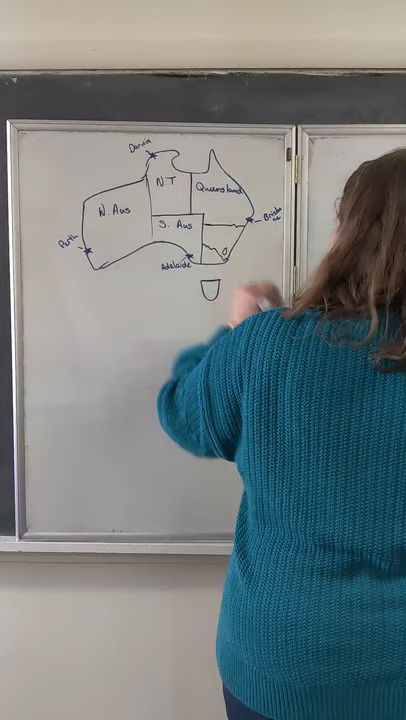 Darwin
N.T
Queensland
W. Aus
S. Aus
Brisbane
Perth
Adelaide